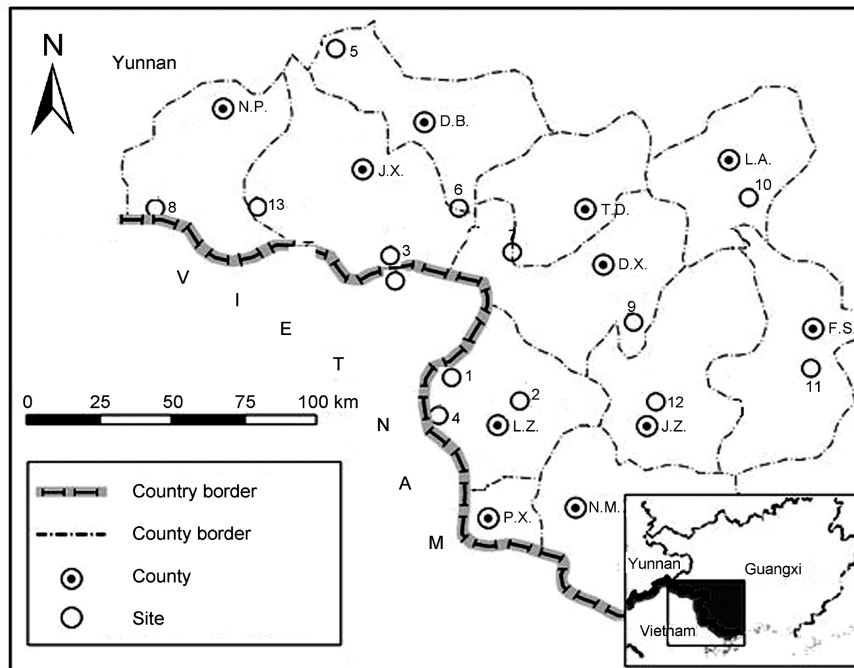 N
Yunnan
5
N.P.
D.B.
J.X.
L.A.
10
8
13
6
T.D.
7
3
D.X.
V
I
E
T
N
A
M
9
F.S.
1
2
11
12
4
L.Z.
J.Z.
0 25 50 75 100 km
P.X.
N.M.
Country border
County border
County
Site
Yunnan
Guangxi
Vietnam